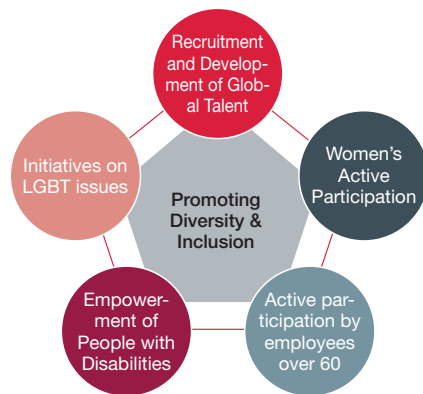 Recruitment
and Develop-
ment of Glob-
al Talent
Women's
Active
Participation
Active par-
ticipation by
employees
over 60
Empower-
ment of
People with
Disabilities
Initiatives on
LGBT issues
Promoting
Diversity &
Inclusion